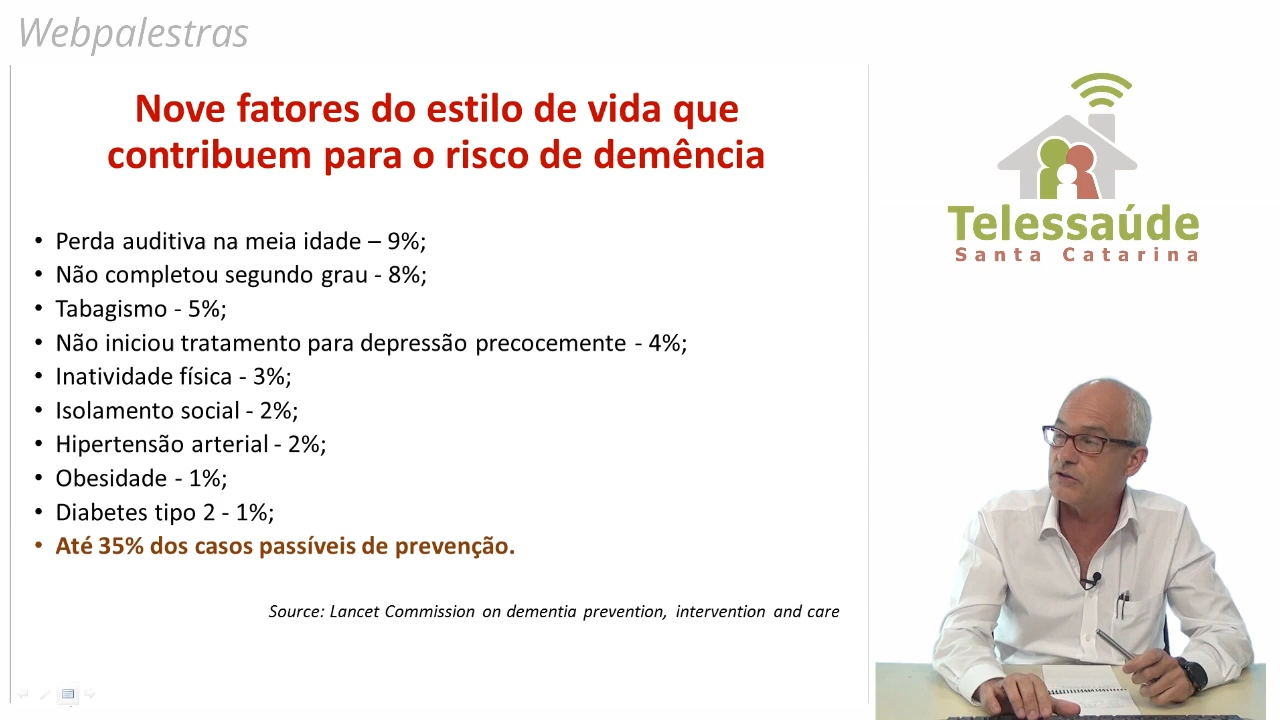 Webpalestras
Nove fatores do estilo de vida que
contribuem para o risco de demência
• Perda auditiva na meia idade – 9%;
• Não completou segundo grau - 8%;
• Tabagismo - 5%;
• Não iniciou tratamento para depressão precocemente - 4%;
• Inatividade física - 3%;
• Isolamento social - 2%;
• Hipertensão arterial - 2%;
• Obesidade - 1%;
• Diabetes tipo 2 - 1%;
• Até 35% dos casos passíveis de prevenção.
Source: Lancet Commission on dementia prevention, intervention and care
Telessaúde
Santa Catarina